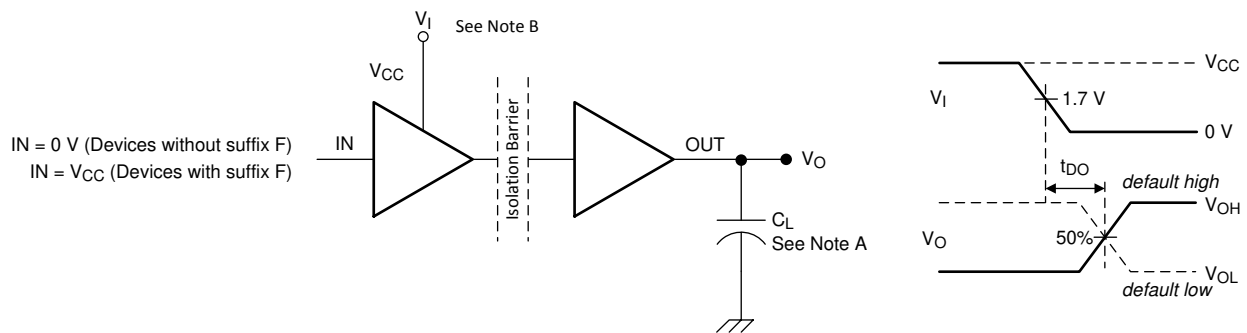 V_I
See Note B
V_CC
IN = 0 V (Devices without suffix F)
IN = V_CC (Devices with suffix F)
IN
Isolation Barrier
OUT
V_O
C_L
See Note A
V_CC
V_I
1.7 V
0 V
t_DO
default high
V_OH
V_O
50%
V_OL
default low